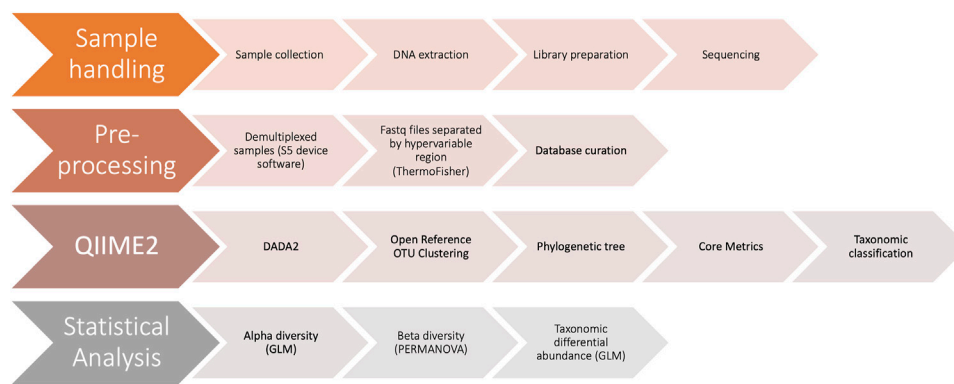 Sample
handling
Sample collection
DNA extraction
Library preparation
Sequencing
Pre-
processing
Demultiplexed
samples (S5 device
software)
Fastq files separated
by hypervariable
region
(ThermoFisher)
Database curation
QIIME2
DADA2
Open Reference
OTU Clustering
Phylogenetic tree
Core Metrics
Taxonomic
classification
Statistical
Analysis
Alpha diversity
(GLM)
Beta diversity
(PERMANOVA)
Taxonomic
differential
abundance (GLM)